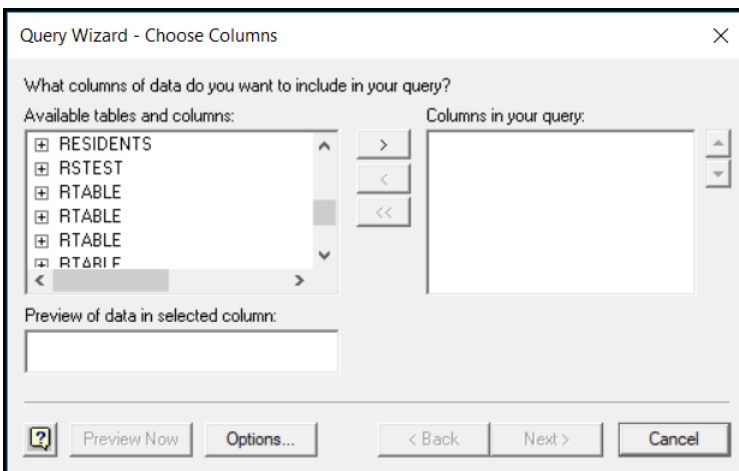 Query Wizard - Choose Columns
What columns of data do you want to include in your query?
Available tables and columns:
Columns in your query:
RESIDENTS
RSTEST
RTABLE
RTABLE
RTABLE
RTABLE
>
<
<<
Preview of data in selected column:
Preview Now
Options...
< Back
Next >
Cancel